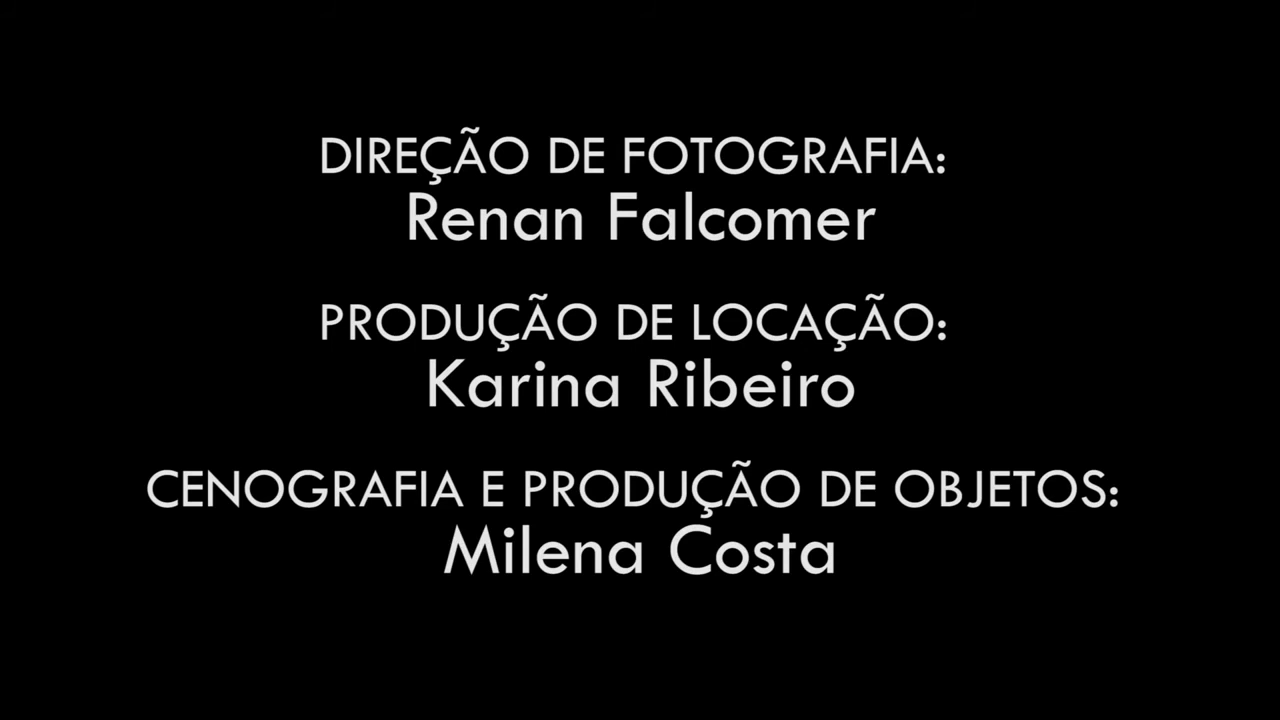 DIREÇÃO DE FOTOGRAFIA:
Renan Falcomer
PRODUÇÃO DE LOCAÇÃO:
Karina Ribeiro
CENOGRAFIA E PRODUÇÃO DE OBJETOS:
Milena Costa